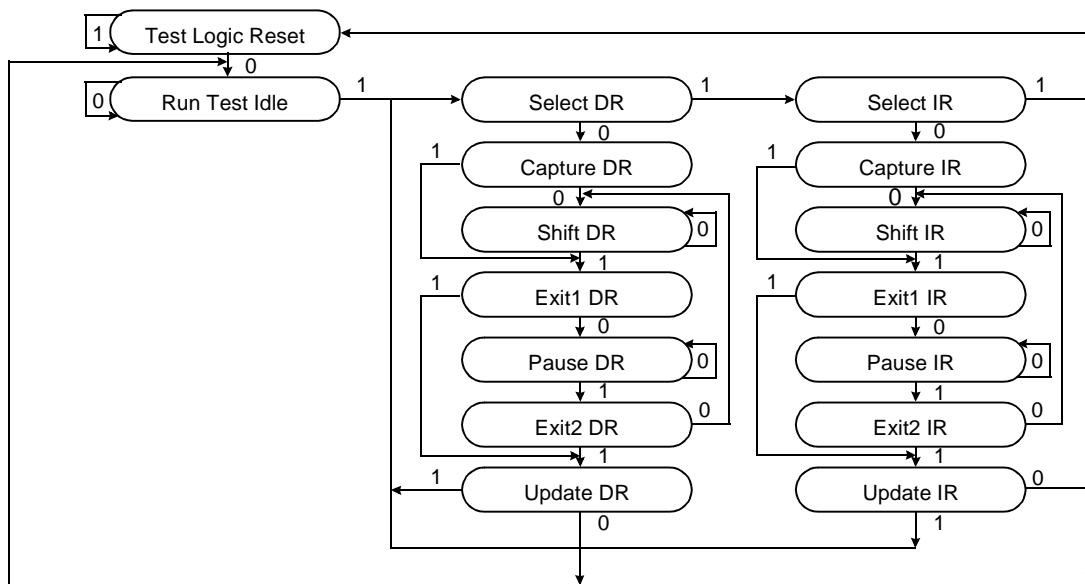 1
Test Logic Reset
0
0
Run Test Idle
1
Select DR
1
Select IR
1
0
0
1
Capture DR
1
Capture IR
0
0
Shift DR
0
Shift IR
0
1
1
1
Exit1 DR
1
Exit1 IR
0
0
Pause DR
0
Pause IR
0
1
1
Exit2 DR
0
Exit2 IR
0
1
1
1
Update DR
Update IR
0
0
1